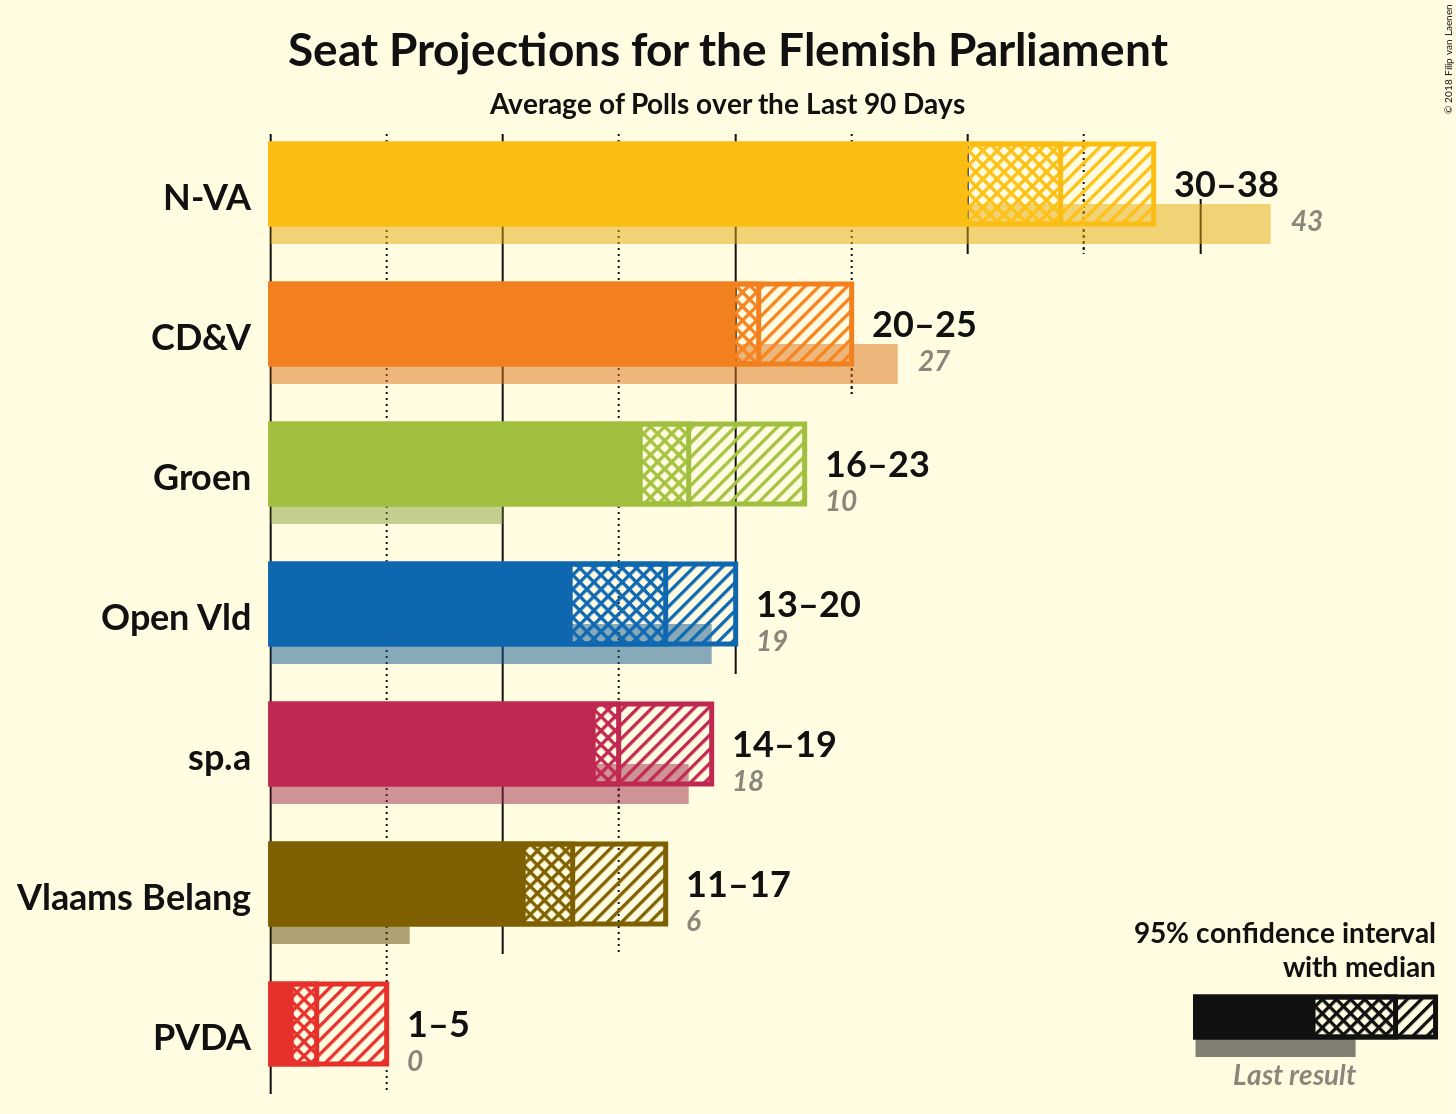 Seat Projections for the Flemish Parliament
Average of Polls over the Last 90 Days
© 2018 Filip van Laenen
N-VA
30–38
43
CD&V
20–25
27
Groen
16–23
10
Open Vld
13–20
19
sp.a
14–19
18
Vlaams Belang
11–17
6
PVDA
1–5
0
95% confidence interval
with median
Last result